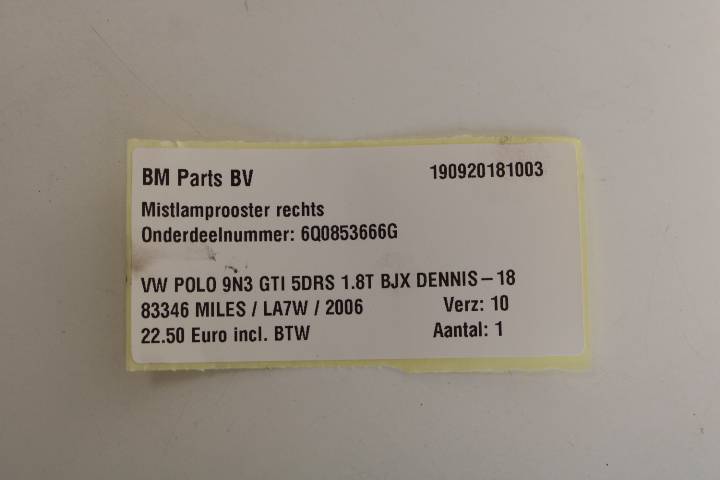 BM Parts BV 190920181003
Mistlamprooster rechts
Onderdeelnummer: 6Q0853666G
VW POLO 9N3 GTI 5DRS 1.8T BJX DENNIS-18
83346 MILES / LA7W / 2006 Verz: 10
22.50 Euro incl. BTW Aantal: 1